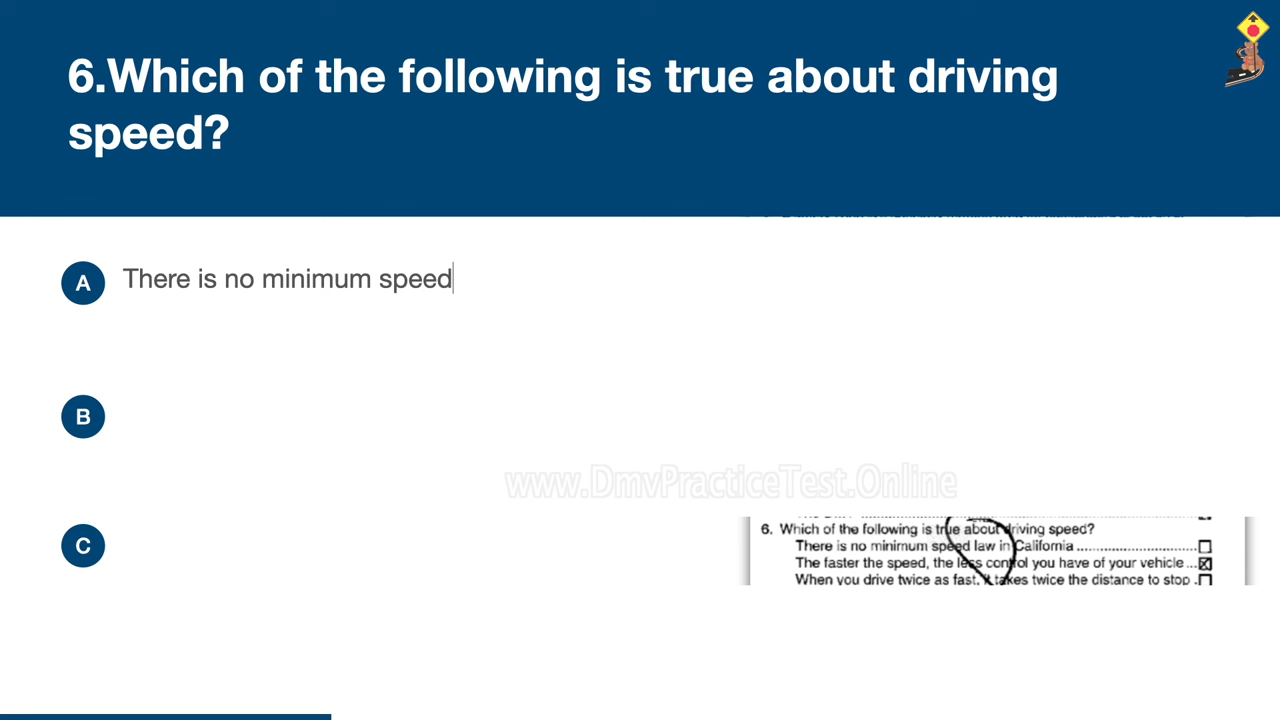 6.Which of the following is true about driving
speed?
A
There is no minimum speed
B
www.DmvPracticeTest.Online
C
6. Which of the following is true about driving speed?
There is no minimum speed law in California
The faster the speed, the less control you have of your vehicle ...
When you drive twice as fast, it takes twice the distance to stop .